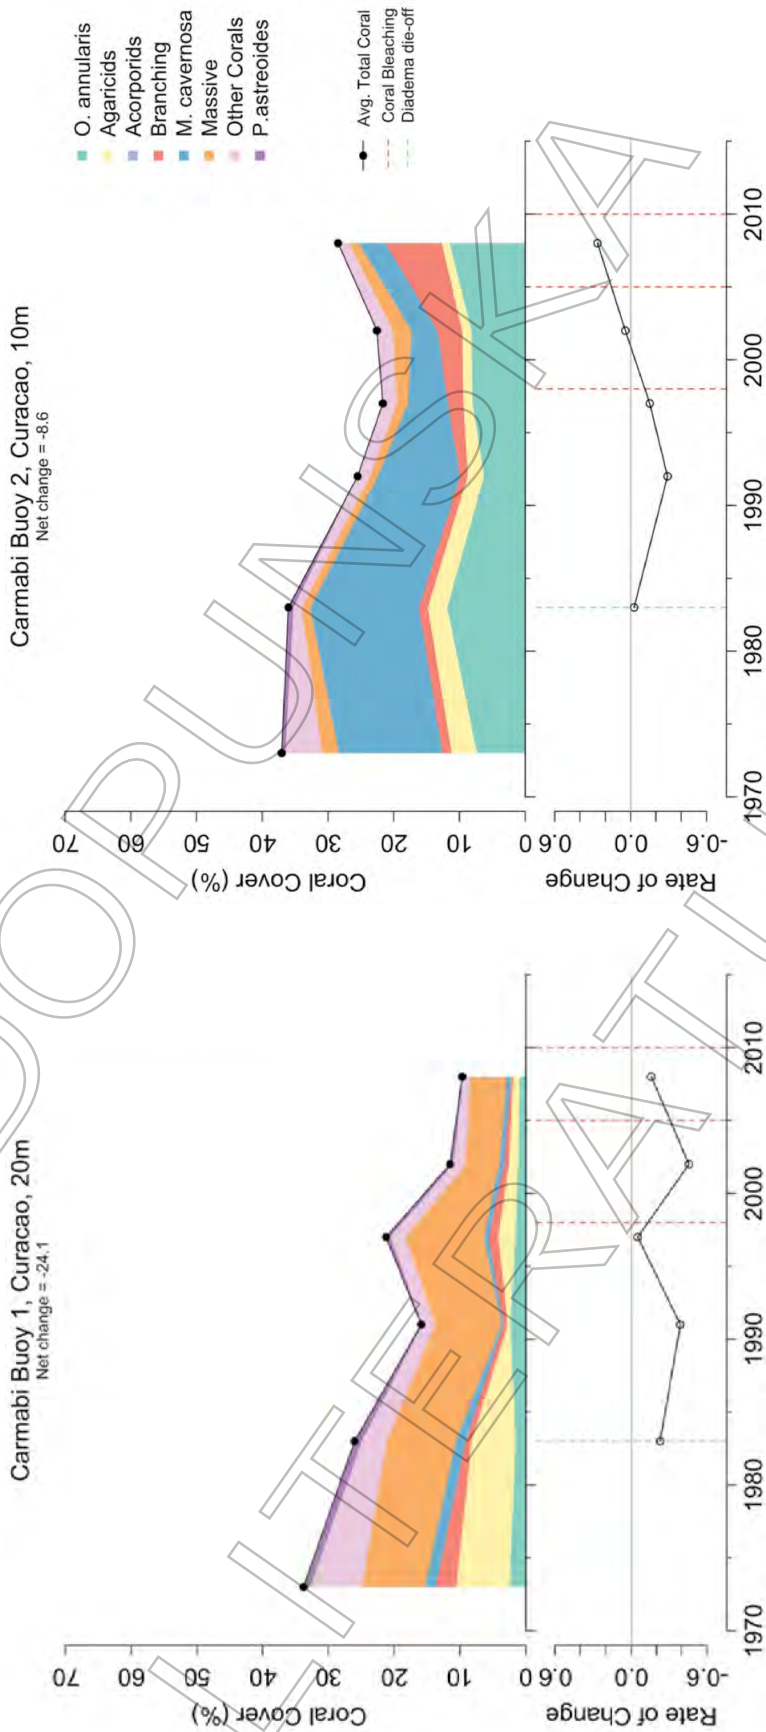 Carmabi Buoy 1, Curacao, 20m
Net change = -24.1
Coral Cover (%)
70
60
50
40
30
20
10
0
Rate of Change
0.6
0.0
-0.6
1970
1980
1990
2000
2010
Carmabi Buoy 2, Curacao, 10m
Net change = -8.6
Coral Cover (%)
70
60
50
40
30
20
10
0
Rate of Change
0.6
0.0
-0.6
1970
1980
1990
2000
2010
O. annularis
Agaricids
Acorporids
Branching
M. cavernosa
Massive
Other Corals
P.astreoides
Avg. Total Coral
Coral Bleaching
Diadema die-off